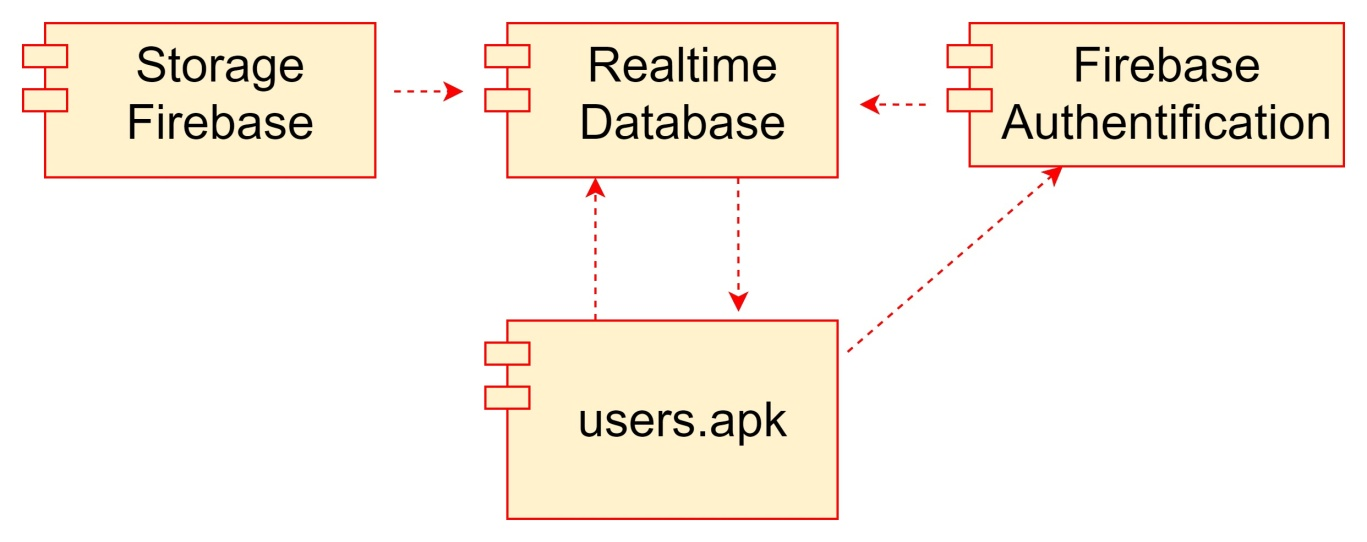 Storage
Firebase
Realtime
Database
Firebase
Authentification
users.apk